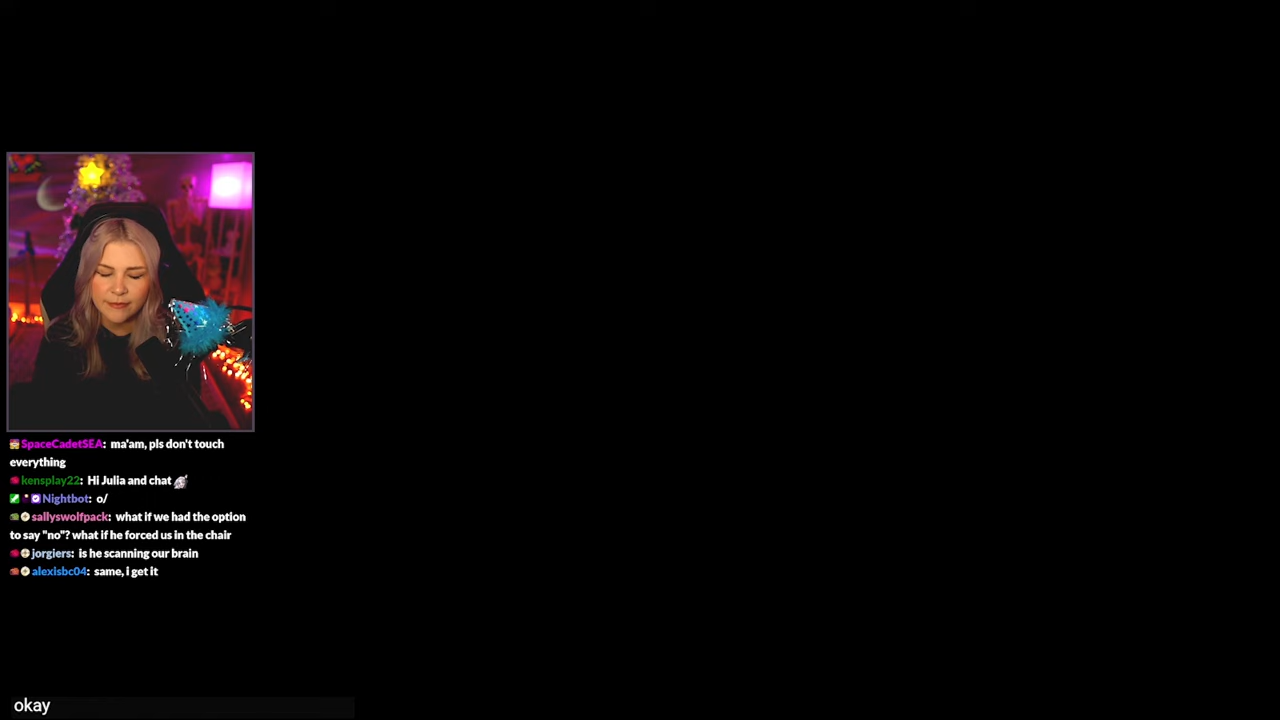 SpaceCadetSEA: ma'am, pls don't touch
everything
kensplay22: Hi Julia and chat
Nightbot: o/
sallyswolfpack: what if we had the option
to say "no"? what if he forced us in the chair
jorgiers: is he scanning our brain
alexisbc04: same, i get it
okay